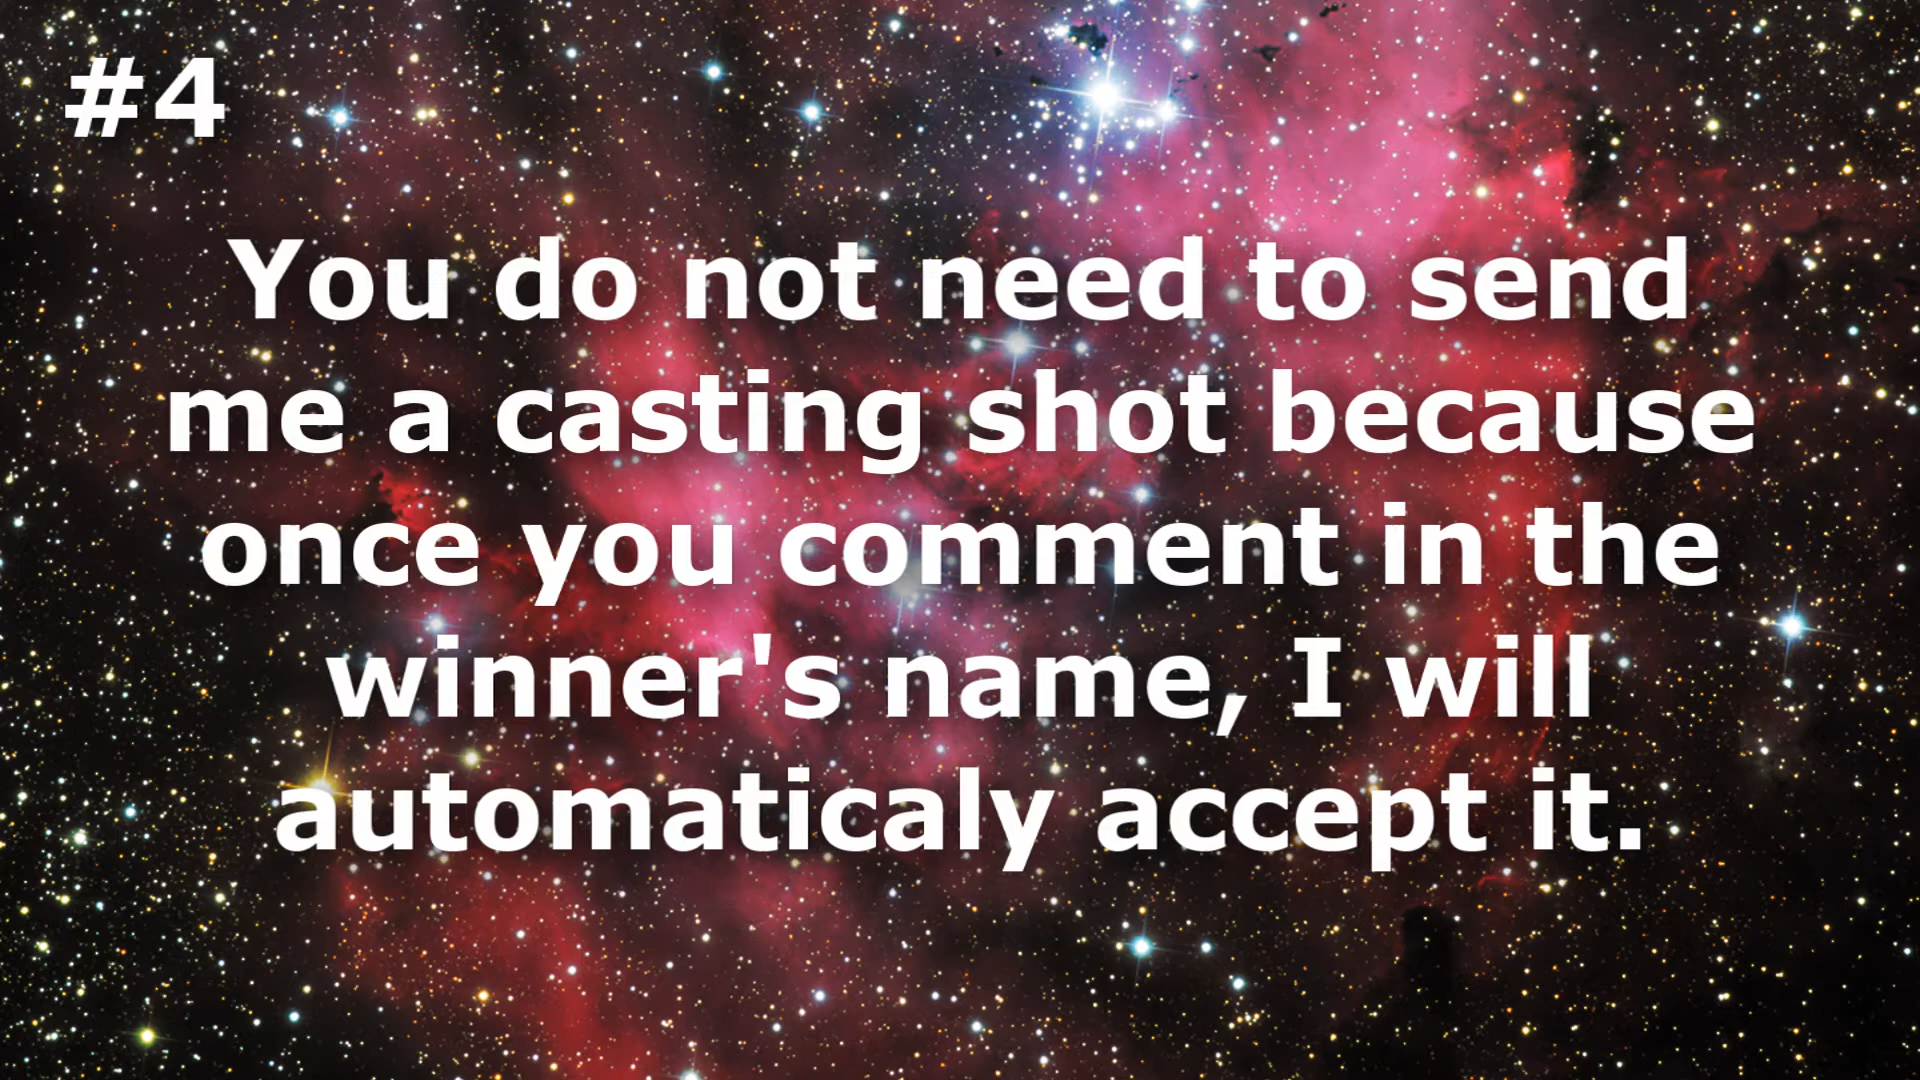 #4
You do not need to send
me a casting shot because
once you comment in the
winner's name, I will
automaticaly accept it.